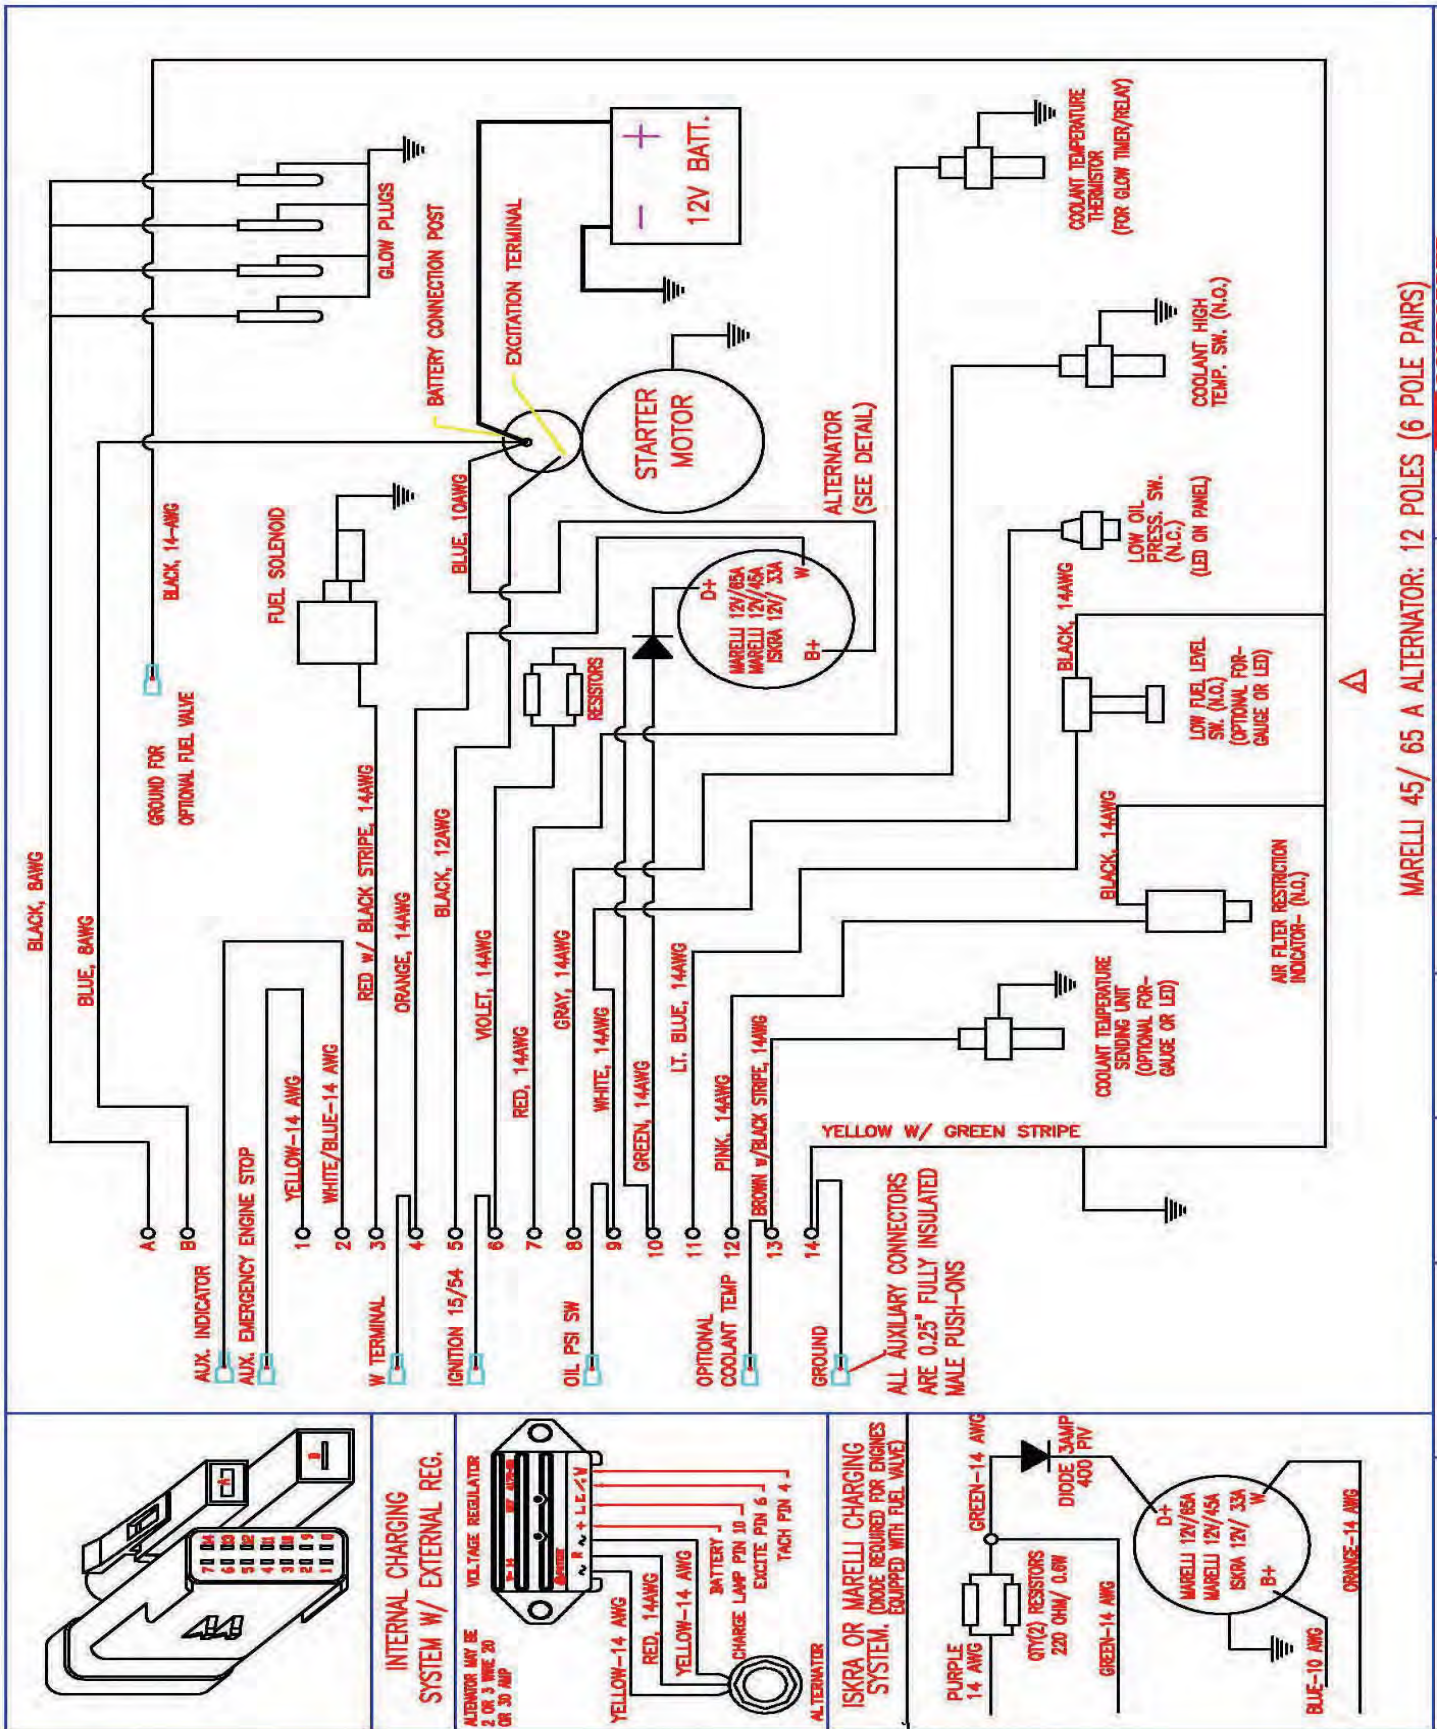 BLACK, 8AWG
BLUE, 8AWG
GROUND FOR
OPTIONAL FUEL VALVE
BLACK, 14-AWG
GLOW PLUGS
FUEL SOLENOID
BATTERY CONNECTION POST
EXCITATION TERMINAL
12V BATT.
+
−
STARTER
MOTOR
BLUE, 10AWG
ALTERNATOR
(SEE DETAIL)
D+
MARELLI 12V/65A
MARELLI 12V/45A
ISKRA 12V/ 33A
W
B+
RESISTORS
COOLANT TEMPERATURE
THERMISTOR
(FOR GLOW TIMER/RELAY)
COOLANT HIGH
TEMP. SW. (N.O.)
LOW OIL
PRESS. SW.
(N.C.)
(LED ON PANEL)
BLACK, 14AWG
LOW FUEL LEVEL
SW. (N.O.)
(OPTIONAL FOR-
GAUGE OR LED)
BLACK, 14AWG
AIR FILTER RESTRICTION
INDICATOR- (N.O.)
COOLANT TEMPERATURE
SENDING UNIT
(OPTIONAL FOR-
GAUGE OR LED)
YELLOW-14 AWG
WHITE/BLUE-14 AWG
RED w/ BLACK STRIPE, 14AWG
ORANGE, 14AWG
BLACK, 12AWG
VIOLET, 14AWG
RED, 14AWG
GRAY, 14AWG
WHITE, 14AWG
GREEN, 14AWG
LT. BLUE, 14AWG
PINK, 14AWG
BROWN w/BLACK STRIPE, 14AWG
YELLOW W/ GREEN STRIPE
A
B
1
2
3
4
5
6
7
8
9
10
11
12
13
14
AUX. INDICATOR
AUX. EMERGENCY ENGINE STOP
W TERMINAL
IGNITION 15/54
OIL PSI SW
OPITIONAL
COOLANT TEMP
GROUND
ALL AUXILIARY CONNECTORS
ARE 0.25" FULLY INSULATED
MALE PUSH-ONS
MARELLI 45/ 65 A ALTERNATOR: 12 POLES (6 POLE PAIRS)
INTERNAL CHARGING
SYSTEM W/ EXTERNAL REG.
ALTENATOR MAY BE
2 OR 3 WIRE 20
OR 30 AMP
VOLTAGE REGULATOR
~ R ~ + L E/W
YELLOW-14 AWG
RED, 14AWG
YELLOW-14 AWG
BATTERY
CHARGE LAMP PIN 10
EXCITE PIN 6
TACH PIN 4
ALTERNATOR
ISKRA OR MARELLI CHARGING
SYSTEM. (DIODE REQUIRED FOR ENGINES
EQUIPPED WITH FUEL VALVE)
PURPLE
14 AWG
QTY(2) RESISTORS
220 OHM/ 0.6W
GREEN-14 AWG
GREEN-14 AWG
DIODE 3AMP
400 PIV
D+
MARELLI 12V/65A
MARELLI 12V/45A
ISKRA 12V/ 33A
W
B+
BLUE-10 AWG
ORANGE-14 AWG